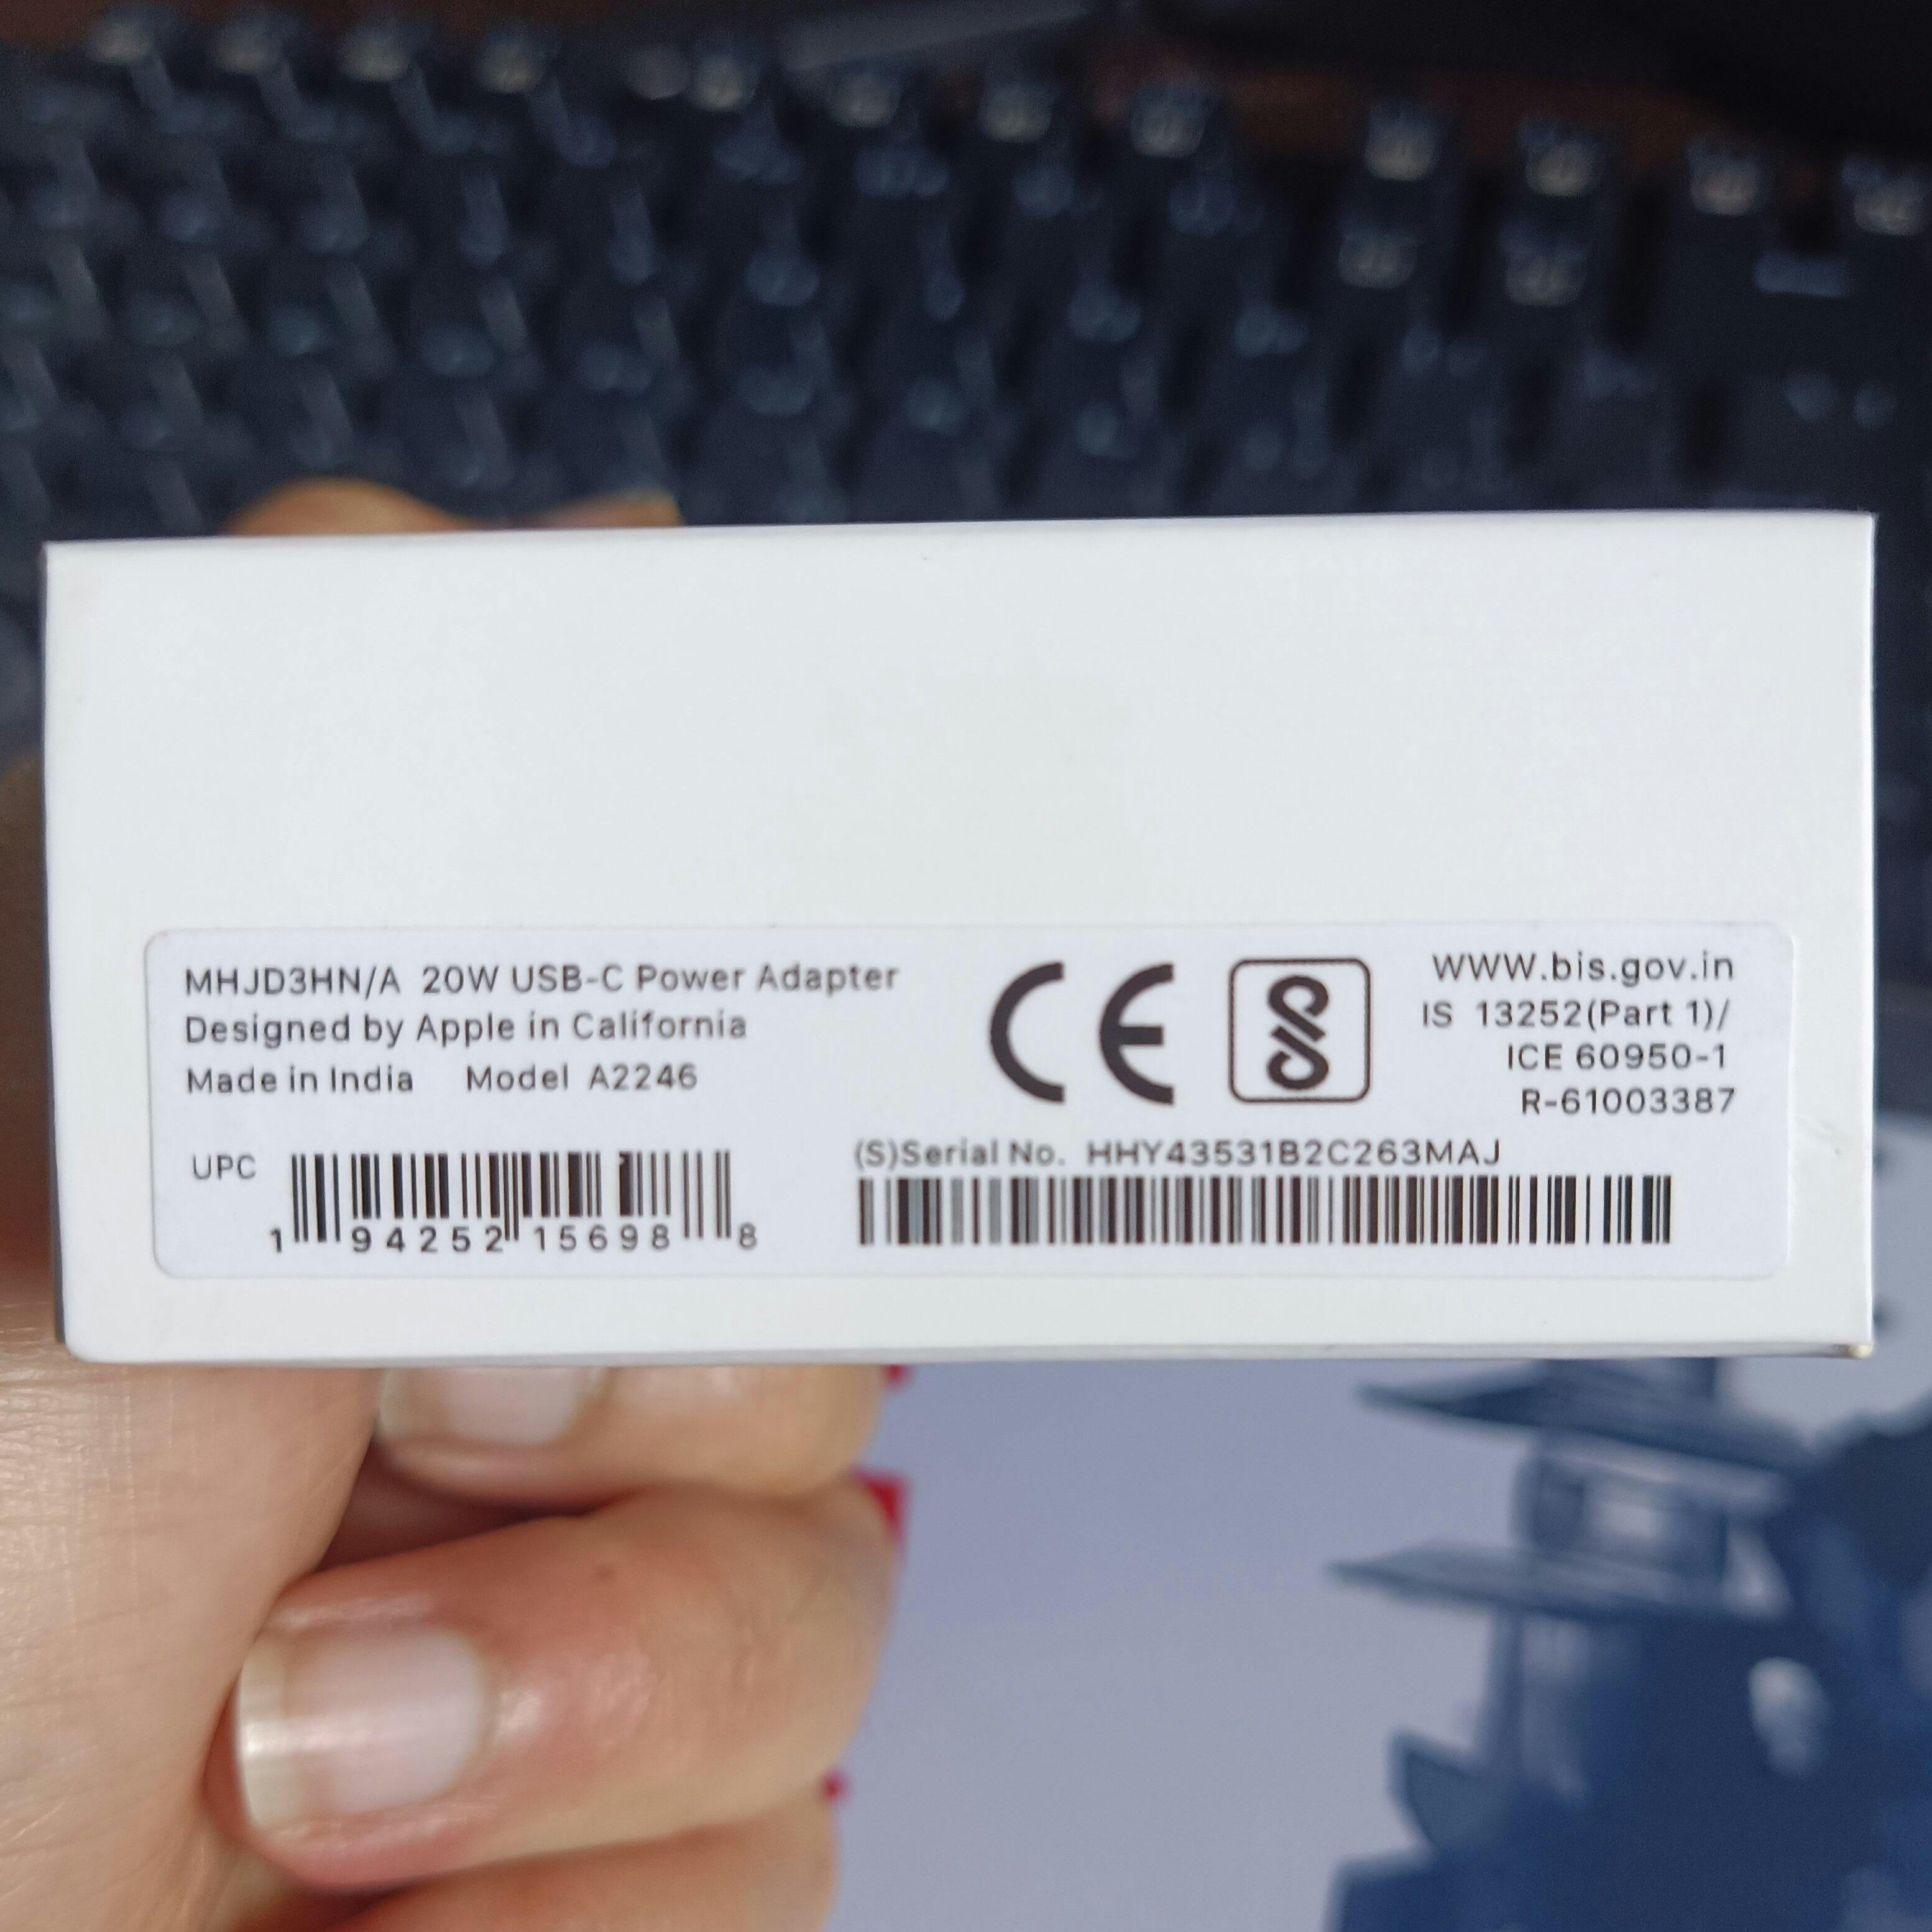 MHJD3HN/A 20W USB-C Power Adapter
Designed by Apple in California
Made in India Model A2246
CE
WWW.bis.gov.in
IS 13252(Part 1)/
ICE 60950-1
R-61003387
UPC
1 94252 15698 8
(S)Serial No. HHY43531B2C263MAJ